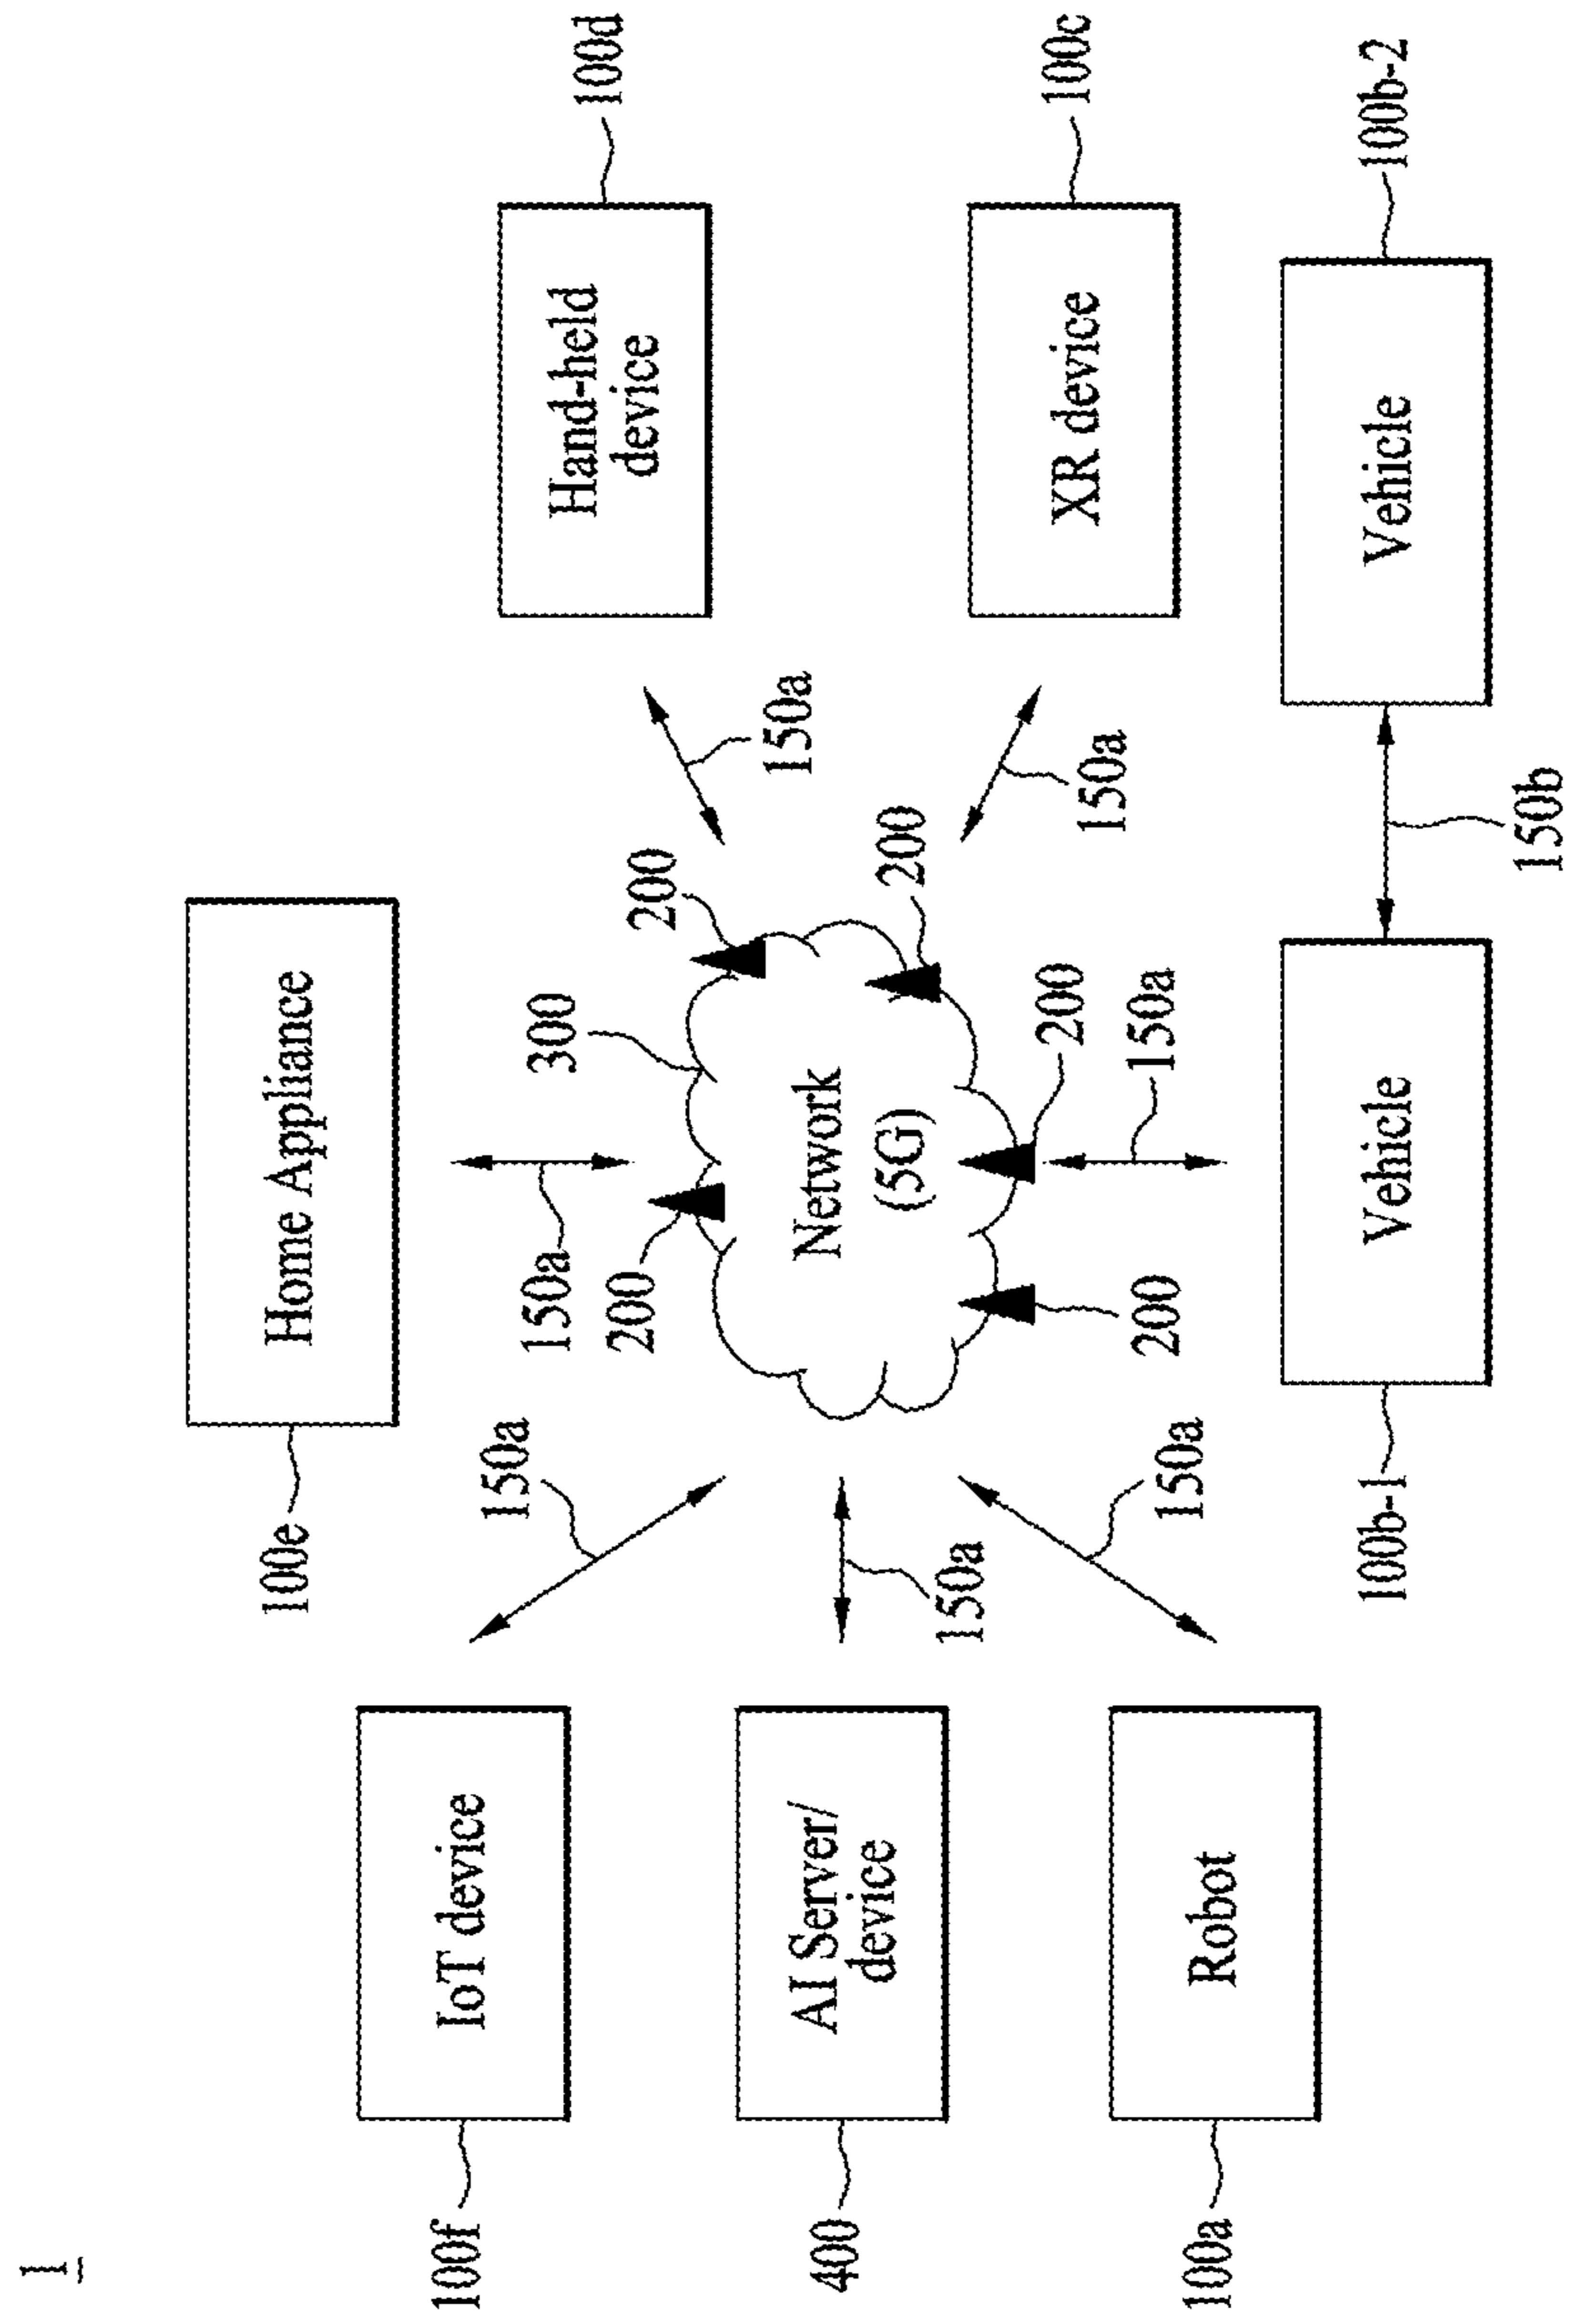 1
100e
Home Appliance
100f
IoT device
150a
150a
300
Hand-held
device
100d
200
200
150a
400
AI Server/
device
Network
(5G)
200
150a
200
XR device
100c
150a
150a
200
150a
100a
Robot
100b-1
Vehicle
Vehicle
100b-2
150b